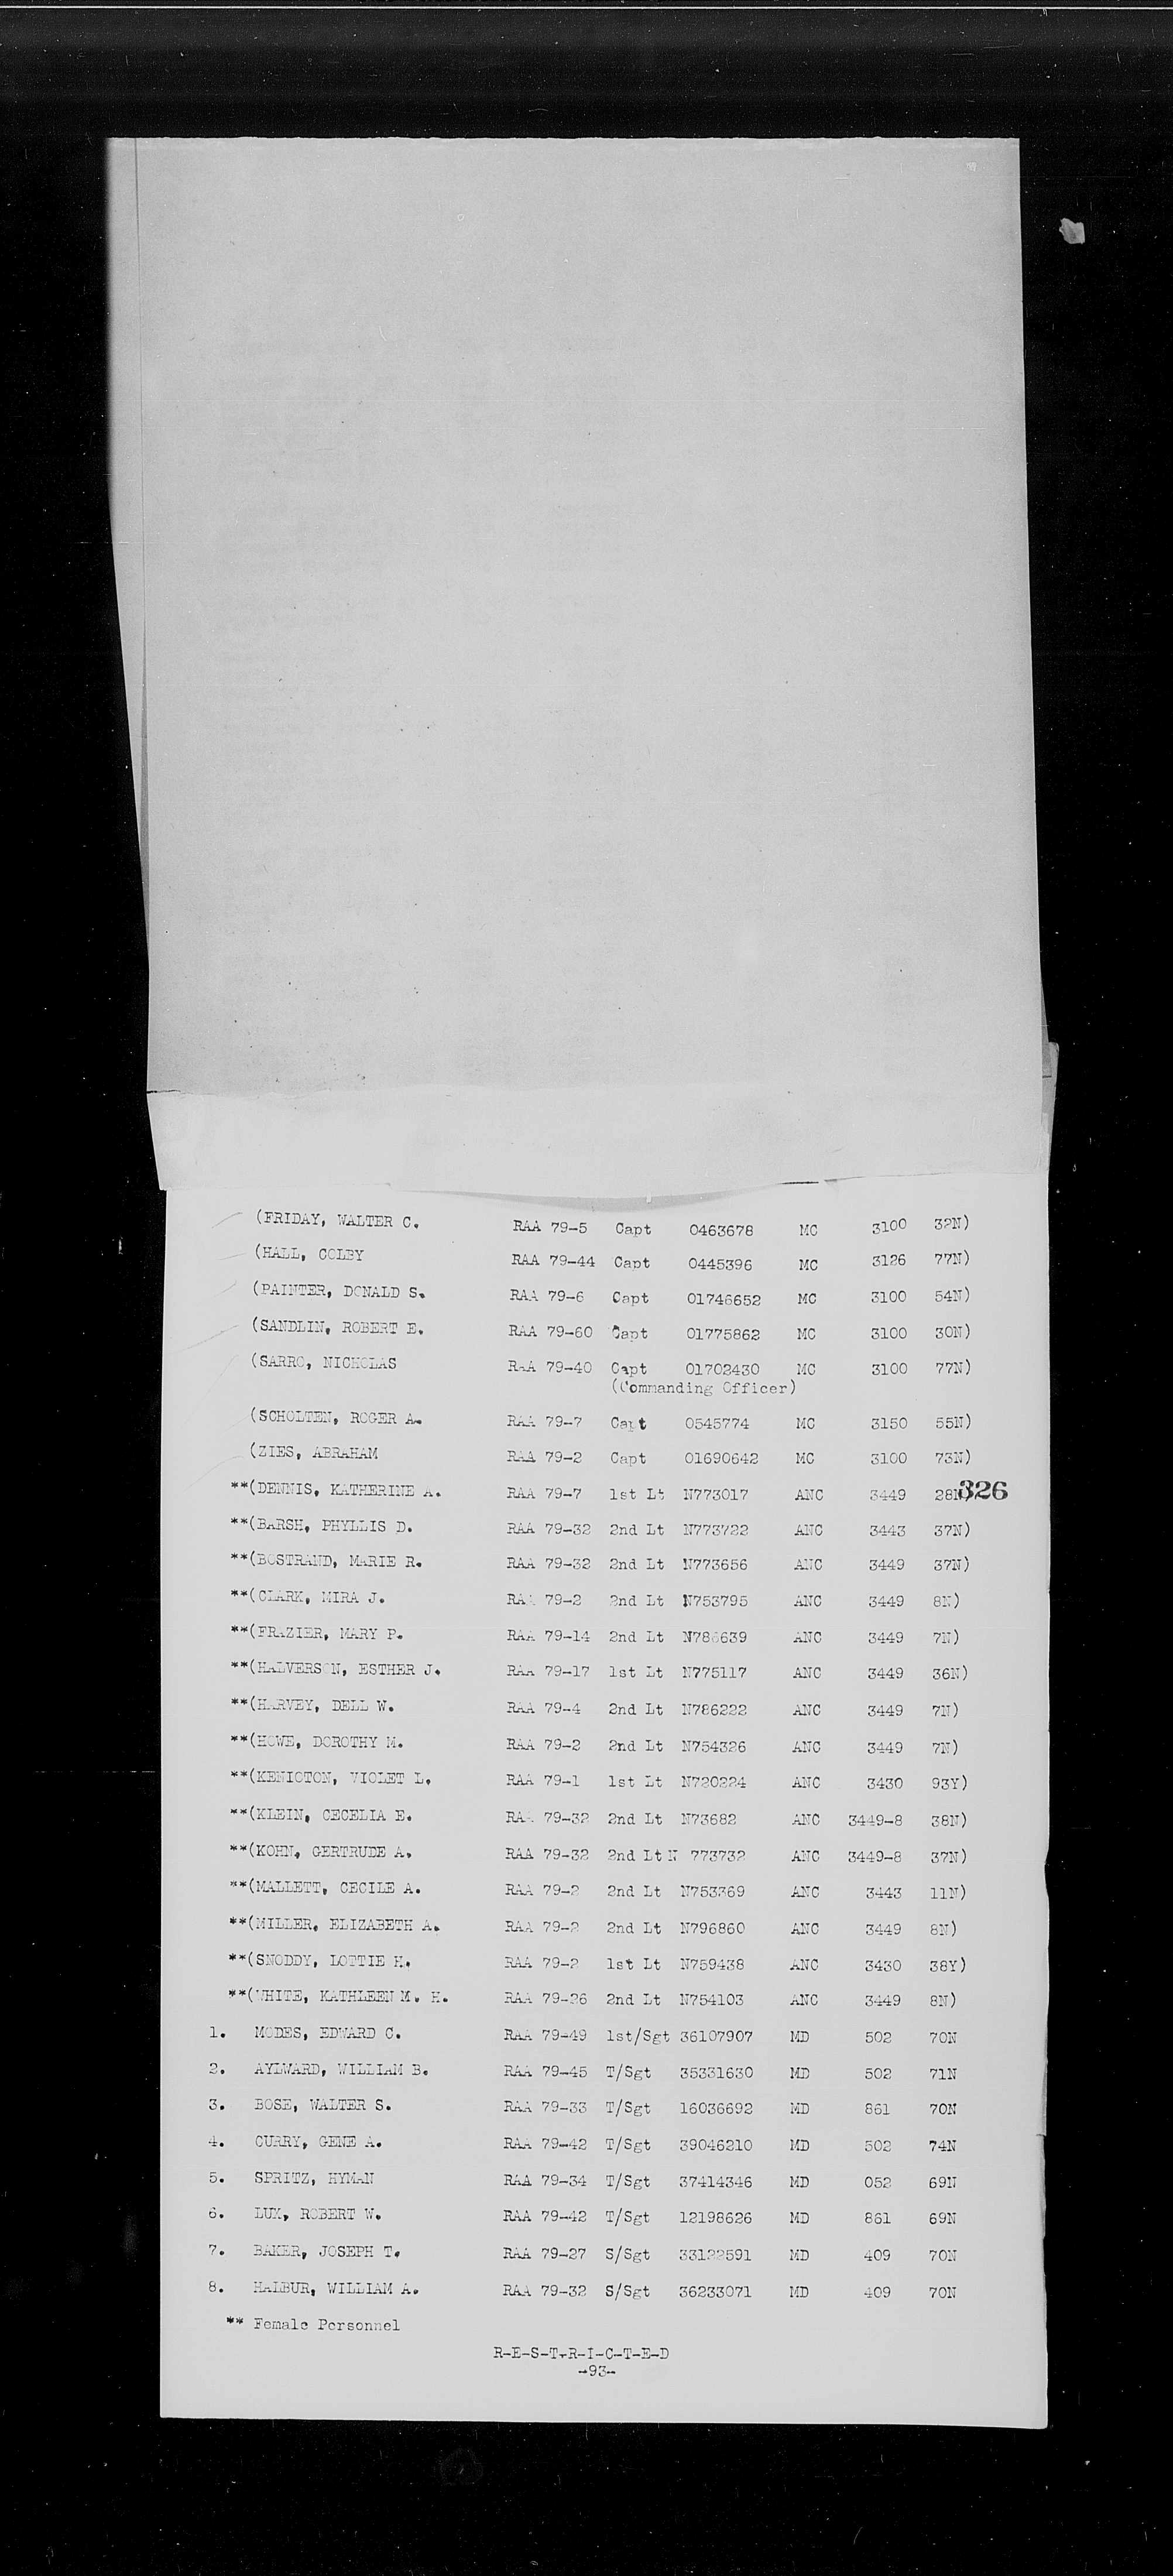 (FRIDAY, WALTER C. RAA 79-5 Capt 0463678 MC 3100 32N)
(HALL, COLBY RAA 79-44 Capt 0445396 MC 3126 77N)
(PAINTER, DONALD S. RAA 79-6 Capt 01746652 MC 3100 54N)
(SANDLIN, ROBERT E. RAA 79-60 Capt 01775862 MC 3100 30N)
(SARRO, NICHOLAS RAA 79-40 Capt 01702430 MC 3100 77N)
(Commanding Officer)
(SCHOLTEN, ROGER A. RAA 79-7 Capt 0545774 MC 3150 55N)
(ZIES, ABRAHAM RAA 79-2 Capt 01690642 MC 3100 73N)
**(DENNIS, KATHERINE A. RAA 79-7 1st Lt N773017 ANC 3449 28N)
326
**(BARSH, PHYLLIS D. RAA 79-32 2nd Lt N773722 ANC 3443 37N)
**(BOSTRAND, MARIE R. RAA 79-32 2nd Lt N773656 ANC 3449 37N)
**(CLARK, MIRA J. RAA 79-2 2nd Lt N753795 ANC 3449 8N)
**(FRAZIER, MARY P. RAA 79-14 2nd Lt N786639 ANC 3449 7N)
**(HALVERSON, ESTHER J. RAA 79-17 1st Lt N775117 ANC 3449 36N)
**(HARVEY, DELL W. RAA 79-4 2nd Lt N786222 ANC 3449 7N)
**(HOWE, DOROTHY M. RAA 79-2 2nd Lt N754326 ANC 3449 7N)
**(KENICTON, VIOLET L. RAA 79-1 1st Lt N720224 ANC 3430 93Y)
**(KLEIN, CECELIA E. RAA 79-32 2nd Lt N73682 ANC 3449-8 38N)
**(KOHN, GERTRUDE A. RAA 79-32 2nd Lt N 773732 ANC 3449-8 37N)
**(MALLETT, CECILE A. RAA 79-2 2nd Lt N753369 ANC 3443 11N)
**(MILLER, ELIZABETH A. RAA 79-2 2nd Lt N796860 ANC 3449 8N)
**(SNODDY, LOTTIE H. RAA 79-2 1st Lt N759438 ANC 3430 38Y)
**(WHITE, KATHLEEN M. H. RAA 79-26 2nd Lt N754103 ANC 3449 8N)
1. MODES, EDWARD C. RAA 79-49 1st/Sgt 36107907 MD 502 70N
2. AYLWARD, WILLIAM B. RAA 79-45 T/Sgt 35331630 MD 502 71N
3. BOSE, WALTER S. RAA 79-33 T/Sgt 16036692 MD 861 70N
4. CURRY, GENE A. RAA 79-42 T/Sgt 39046210 MD 502 74N
5. SPRITZ, HYMAN RAA 79-34 T/Sgt 37414346 MD 052 69N
6. LUX, ROBERT W. RAA 79-42 T/Sgt 12198626 MD 861 69N
7. BAKER, JOSEPH T. RAA 79-27 S/Sgt 33122591 MD 409 70N
8. HALBUR, WILLIAM A. RAA 79-32 S/Sgt 36233071 MD 409 70N
** Female Personnel
R-E-S-T-R-I-C-T-E-D
-93-